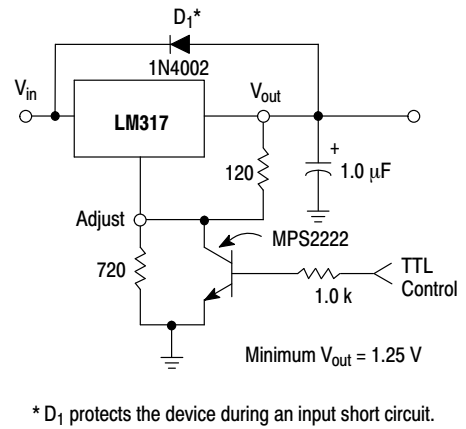 D1*
1N4002
Vin
LM317
Vout
120
+
1.0 μF
Adjust
MPS2222
720
1.0 k
TTL
Control
Minimum Vout = 1.25 V
* D1 protects the device during an input short circuit.